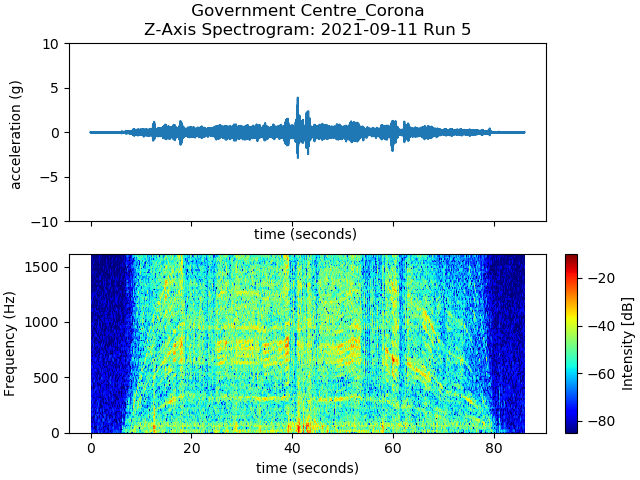 Government Centre_Corona
Z-Axis Spectrogram: 2021-09-11 Run 5
10
5
0
−5
−10
acceleration (g)
time (seconds)
1500
1000
500
0
Frequency (Hz)
0 20 40 60 80
time (seconds)
−20
−40
−60
−80
Intensity [dB]